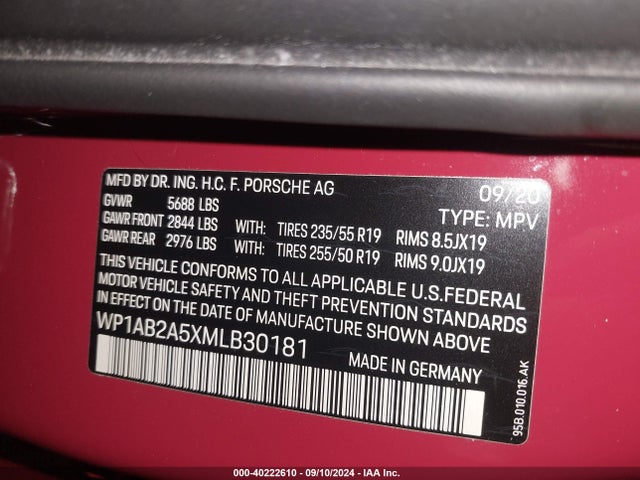 MFD BY DR. ING. H.C. F. PORSCHE AG 09/20
GVWR 5688 LBS TYPE: MPV
GAWR FRONT 2844 LBS WITH: TIRES 235/55 R19 RIMS 8.5JX19
GAWR REAR 2976 LBS WITH: TIRES 255/50 R19 RIMS 9.0JX19
THIS VEHICLE CONFORMS TO ALL APPLICABLE U.S.FEDERAL
MOTOR VEHICLE SAFETY AND THEFT PREVENTION STANDARDS
IN EFFECT ON THE DATE OF MANUFACTURE SHOWN ABOVE
WP1AB2A5XMLB30181
MADE IN GERMANY
95B.010.016.AK
000-40222610 - 09/10/2024 - IAA Inc.